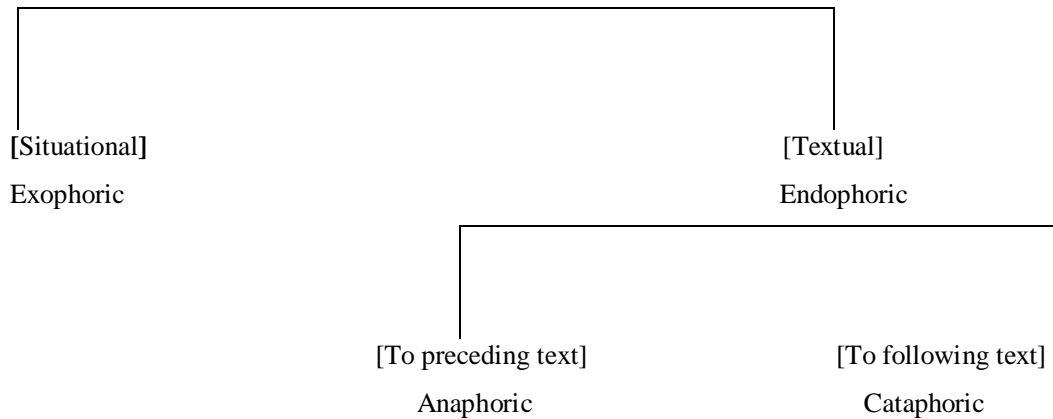 [Situational] [Textual]
Exophoric Endophoric
[To preceding text] [To following text]
Anaphoric Cataphoric